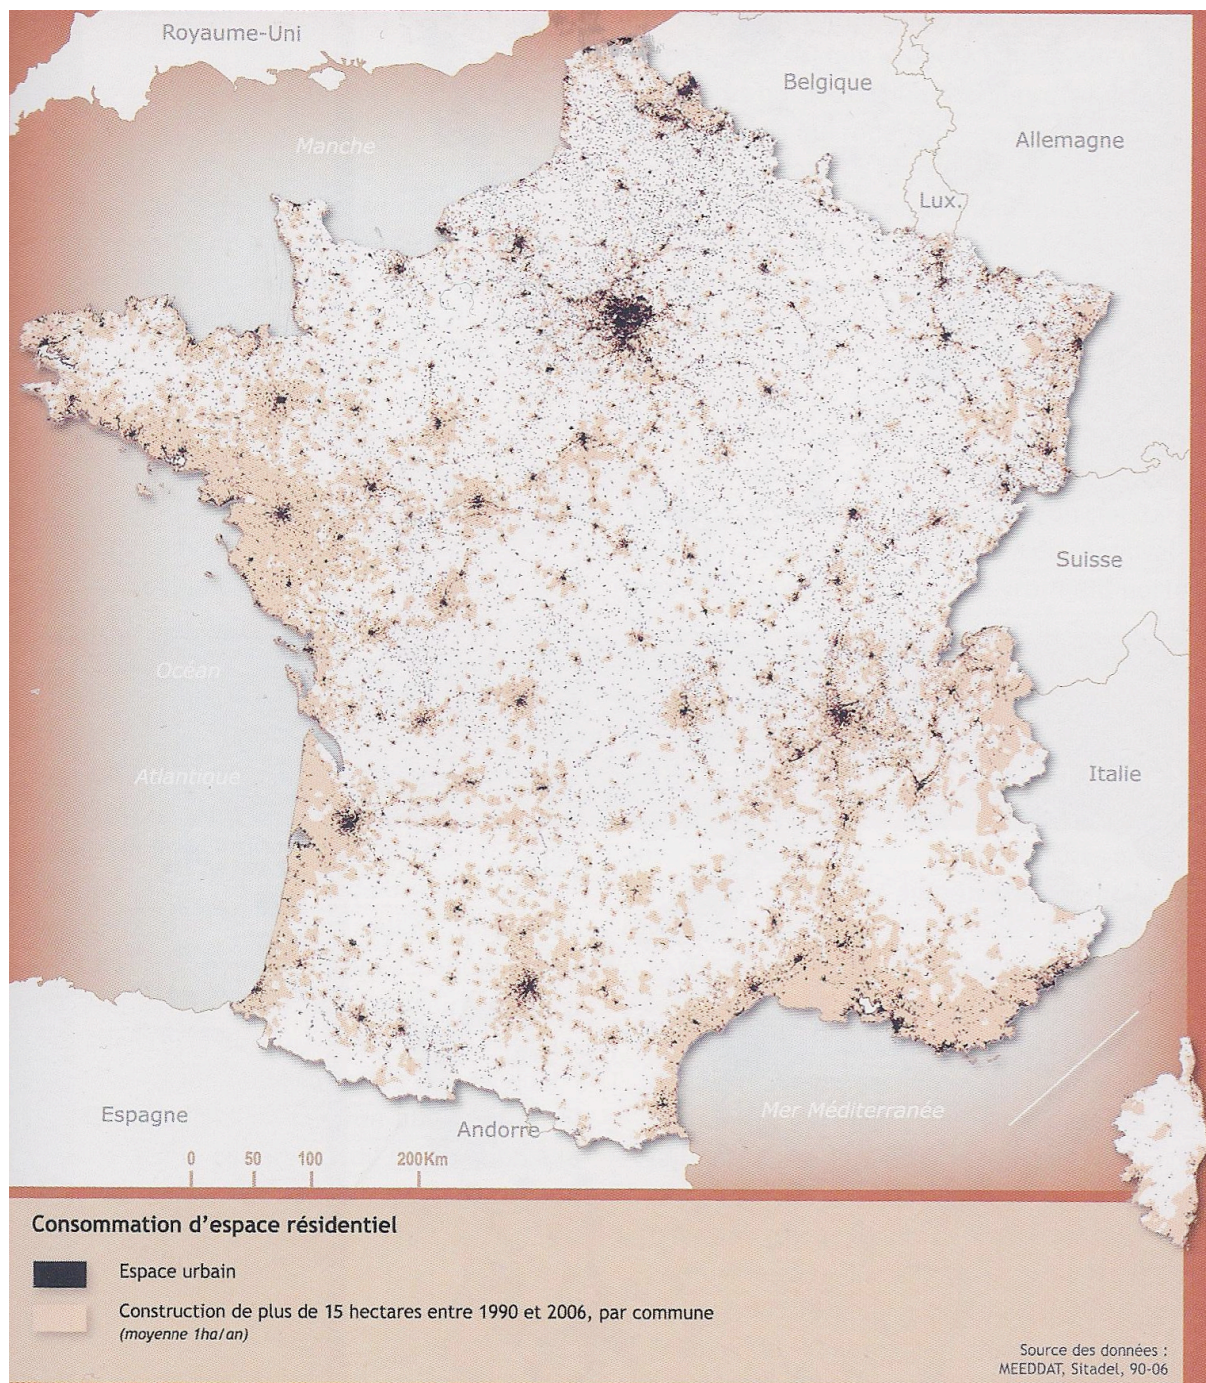 Royaume-Uni
Belgique
Allemagne
Manche
Lux.
Suisse
Océan
Atlantique
Italie
Espagne
Andorre
Mer Méditerranée
0 50 100 200Km
Consommation d'espace résidentiel
Espace urbain
Construction de plus de 15 hectares entre 1990 et 2006, par commune
(moyenne 1ha/an)
Source des données :
MEEDDAT, Sitadel, 90-06